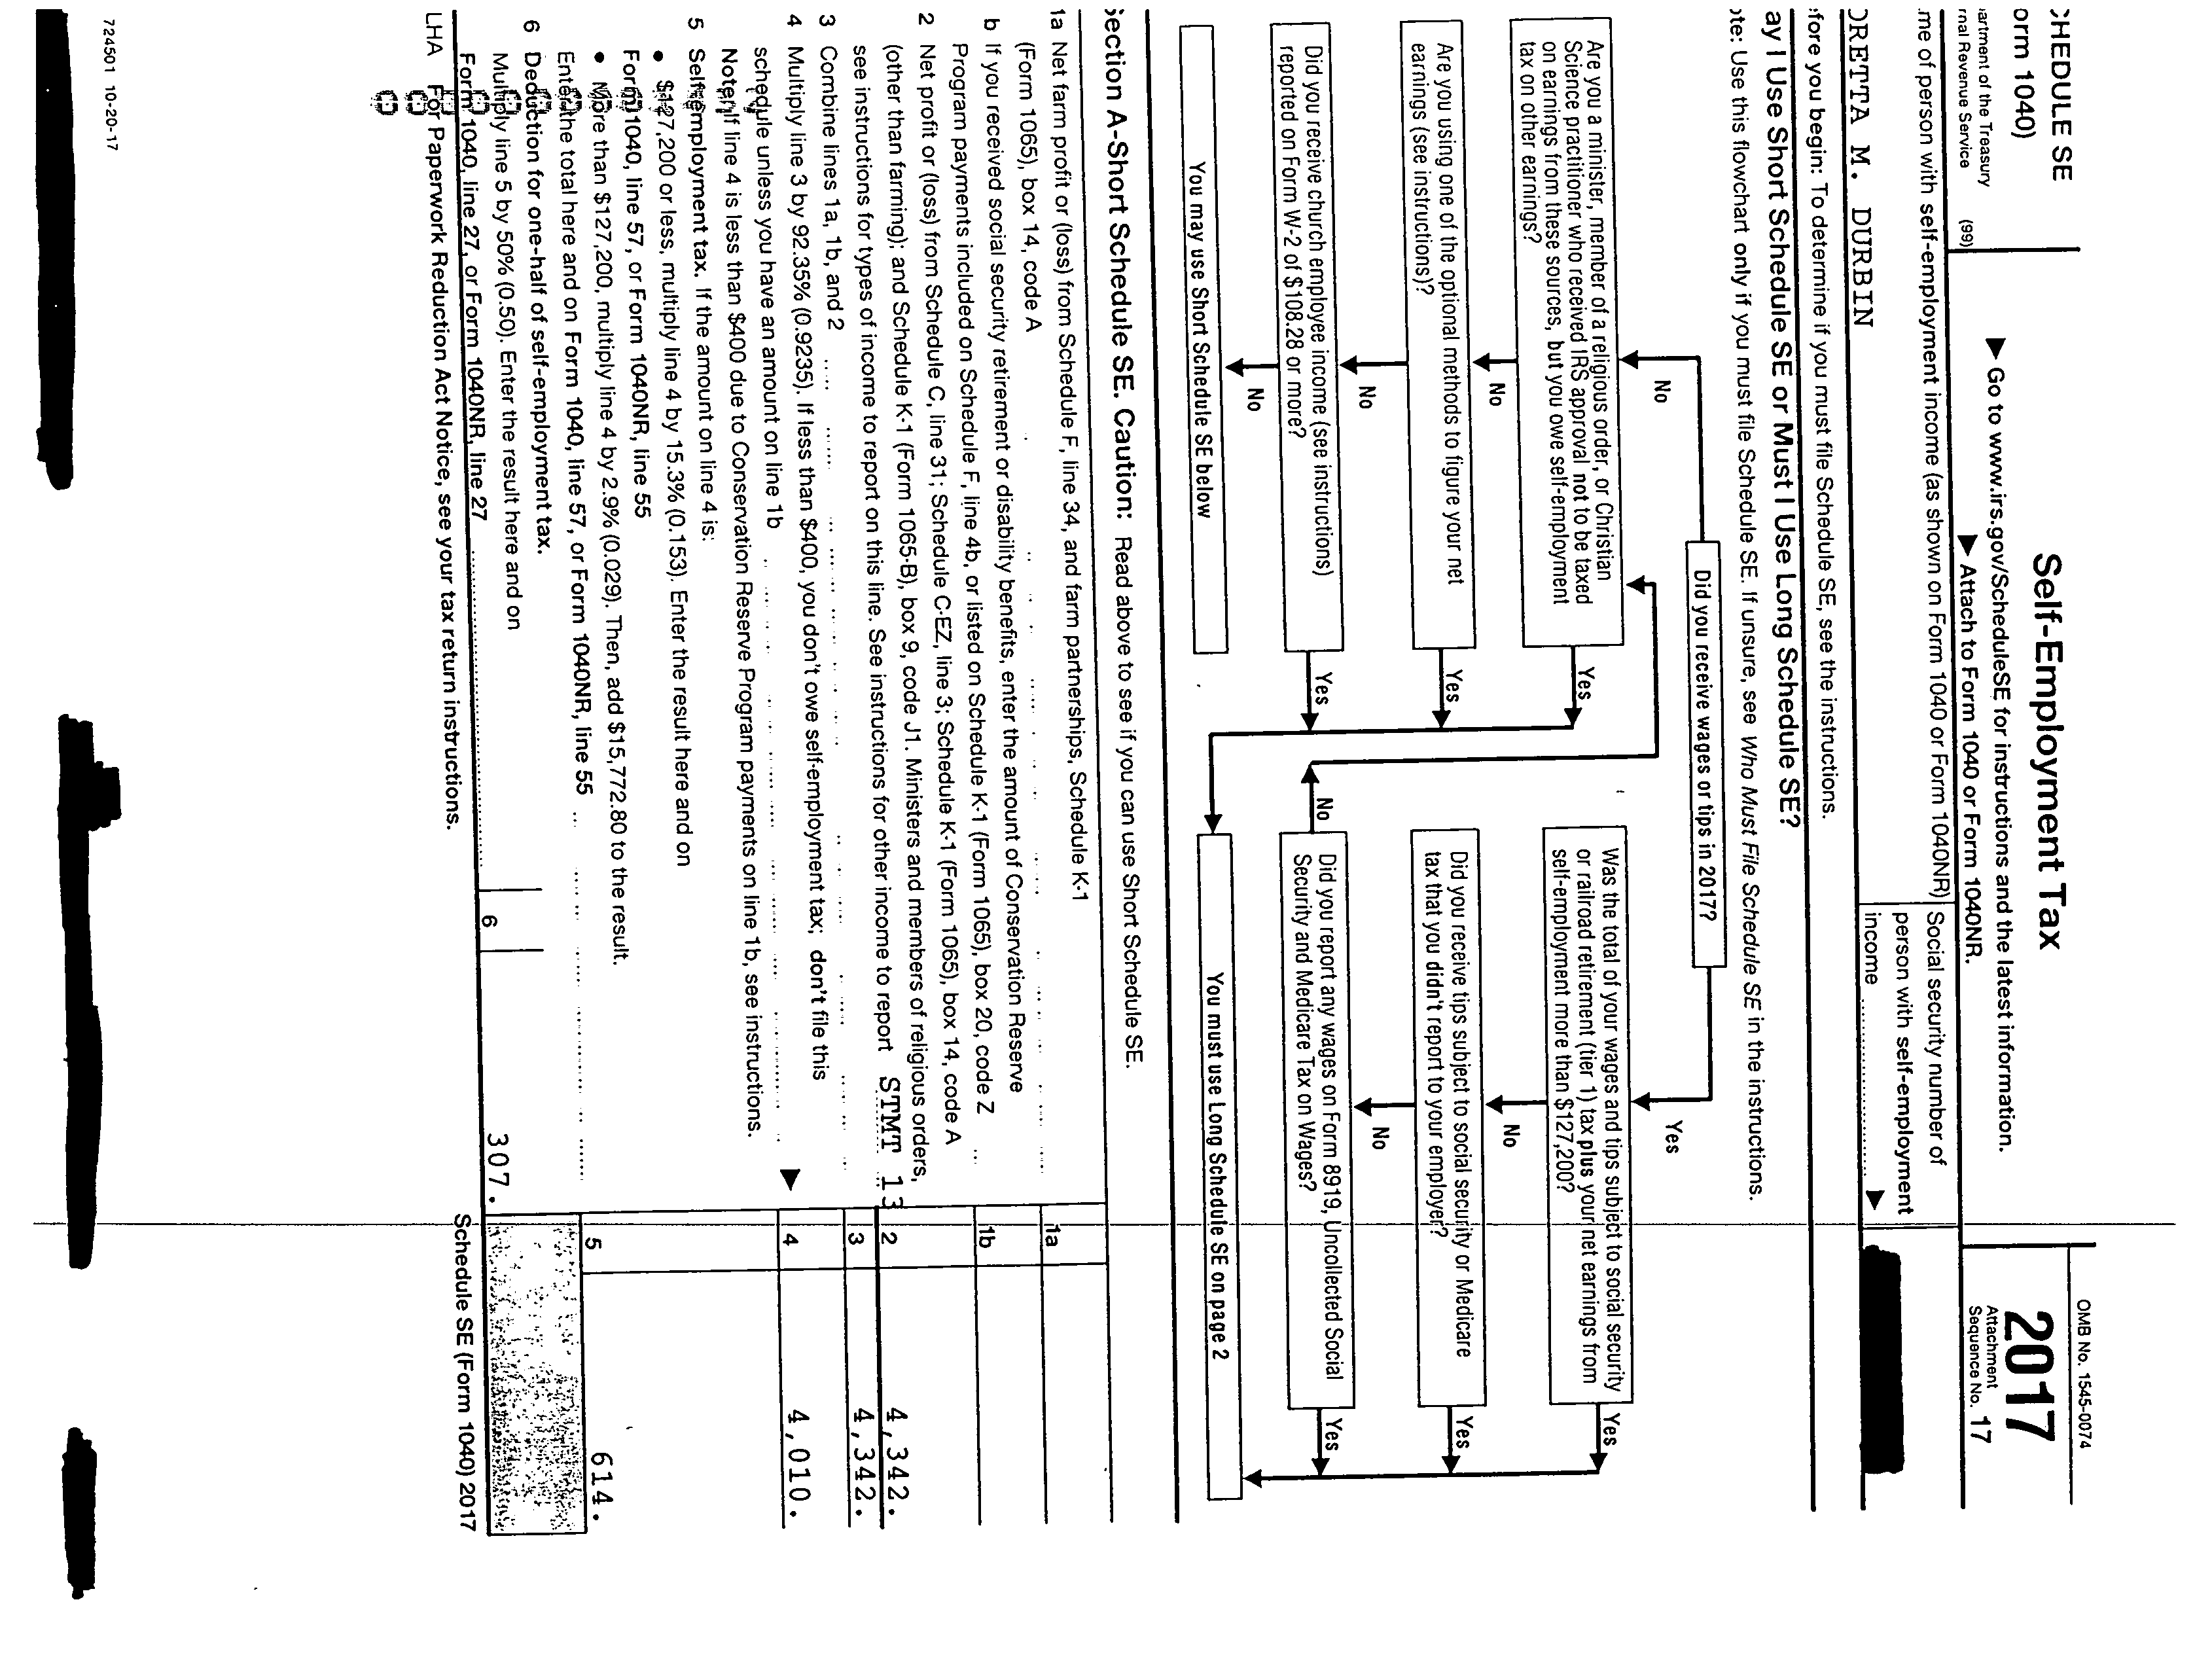 CHEDULE SE
orm 1040)
artment of the Treasury
rnal Revenue Service (99)
Self-Employment Tax
▶ Go to www.irs.gov/ScheduleSE for instructions and the latest information.
▶ Attach to Form 1040 or Form 1040NR.
OMB No. 1545-0074
2017
Attachment
Sequence No. 17
me of person with self-employment income (as shown on Form 1040 or Form 1040NR)
Social security number of
person with self-employment
income ▶
ORETTA M. DURBIN
efore you begin: To determine if you must file Schedule SE, see the instructions.
ay I Use Short Schedule SE or Must I Use Long Schedule SE?
ote: Use this flowchart only if you must file Schedule SE. If unsure, see Who Must File Schedule SE in the instructions.
Did you receive wages or tips in 2017?
No
Yes
Are you a minister, member of a religious order, or Christian
Science practitioner who received IRS approval not to be taxed
on earnings from these sources, but you owe self-employment
tax on other earnings?
Yes
Was the total of your wages and tips subject to social security
or railroad retirement (tier 1) tax plus your net earnings from
self-employment more than $127,200?
Yes
No
No
Are you using one of the optional methods to figure your net
earnings (see instructions)?
Yes
Did you receive tips subject to social security or Medicare
tax that you didn't report to your employer?
Yes
No
No
Did you receive church employee income (see instructions)
reported on Form W-2 of $108.28 or more?
Yes
No
Did you report any wages on Form 8919, Uncollected Social
Security and Medicare Tax on Wages?
Yes
No
You may use Short Schedule SE below
You must use Long Schedule SE on page 2
Section A-Short Schedule SE. Caution: Read above to see if you can use Short Schedule SE.
1a Net farm profit or (loss) from Schedule F, line 34, and farm partnerships, Schedule K-1
(Form 1065), box 14, code A 1a
b If you received social security retirement or disability benefits, enter the amount of Conservation Reserve
Program payments included on Schedule F, line 4b, or listed on Schedule K-1 (Form 1065), box 20, code Z 1b
2 Net profit or (loss) from Schedule C, line 31; Schedule C-EZ, line 3; Schedule K-1 (Form 1065), box 14, code A
(other than farming); and Schedule K-1 (Form 1065-B), box 9, code J1. Ministers and members of religious orders,
see instructions for types of income to report on this line. See instructions for other income to report STMT 13 2 4,342.
3 Combine lines 1a, 1b, and 2 3 4,342.
4 Multiply line 3 by 92.35% (0.9235). If less than $400, you don't owe self-employment tax; don't file this
schedule unless you have an amount on line 1b ▶ 4 4,010.
Note: If line 4 is less than $400 due to Conservation Reserve Program payments on line 1b, see instructions.
5 Self-employment tax. If the amount on line 4 is:
● $127,200 or less, multiply line 4 by 15.3% (0.153). Enter the result here and on
Form 1040, line 57, or Form 1040NR, line 55
● More than $127,200, multiply line 4 by 2.9% (0.029). Then, add $15,772.80 to the result.
Enter the total here and on Form 1040, line 57, or Form 1040NR, line 55 5 614.
6 Deduction for one-half of self-employment tax.
Multiply line 5 by 50% (0.50). Enter the result here and on
Form 1040, line 27, or Form 1040NR, line 27 6 307.
LHA For Paperwork Reduction Act Notice, see your tax return instructions. Schedule SE (Form 1040) 2017
724501 10-20-17